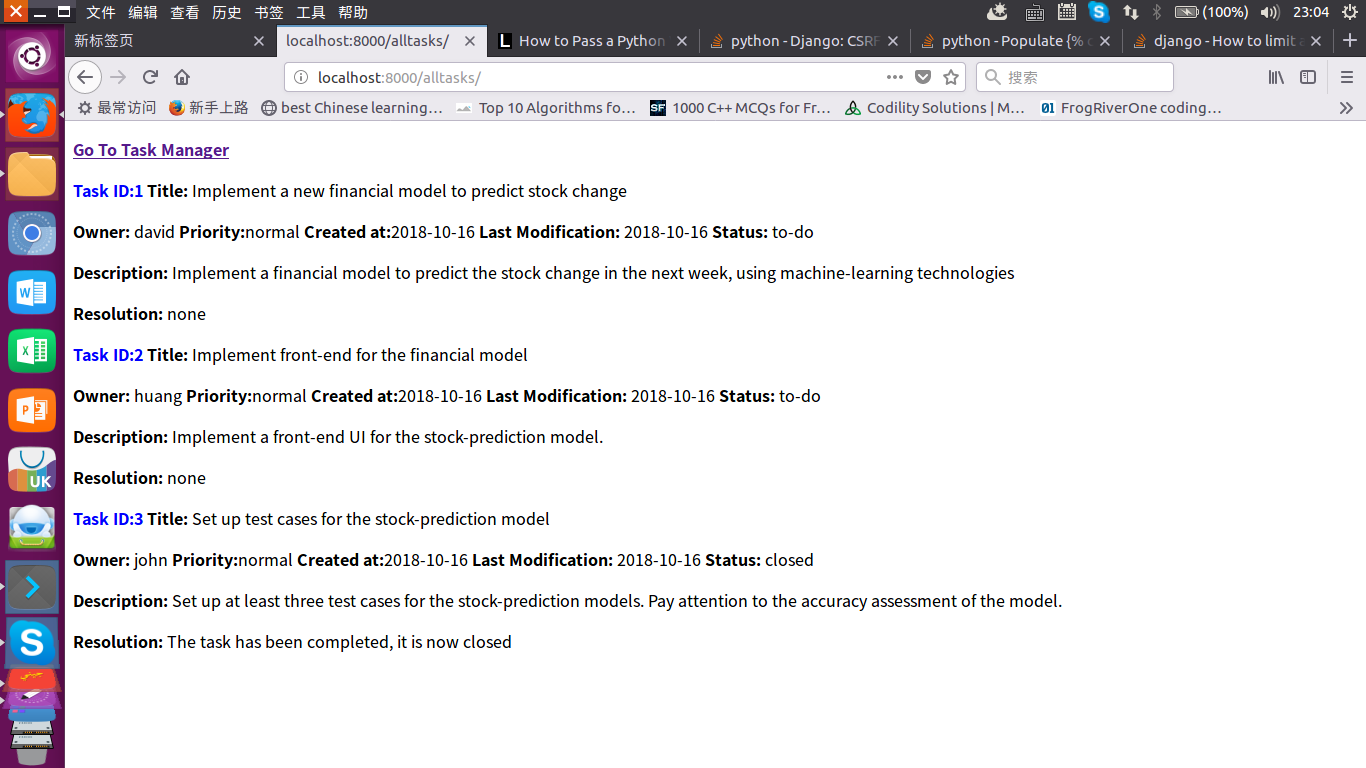 文件 编辑 查看 历史 书签 工具 帮助 (100%) 23:04
新标签页 localhost:8000/alltasks/ How to Pass a Python python - Django: CSRF python - Populate {% django - How to limit
localhost:8000/alltasks/ 搜索
最常访问 新手上路 best Chinese learning… Top 10 Algorithms fo… SF 1000 C++ MCQs for Fr… Codility Solutions | M… 01 FrogRiverOne coding…
Go To Task Manager
Task ID:1 Title: Implement a new financial model to predict stock change
Owner: david Priority:normal Created at:2018-10-16 Last Modification: 2018-10-16 Status: to-do
Description: Implement a financial model to predict the stock change in the next week, using machine-learning technologies
Resolution: none
Task ID:2 Title: Implement front-end for the financial model
Owner: huang Priority:normal Created at:2018-10-16 Last Modification: 2018-10-16 Status: to-do
Description: Implement a front-end UI for the stock-prediction model.
Resolution: none
Task ID:3 Title: Set up test cases for the stock-prediction model
Owner: john Priority:normal Created at:2018-10-16 Last Modification: 2018-10-16 Status: closed
Description: Set up at least three test cases for the stock-prediction models. Pay attention to the accuracy assessment of the model.
Resolution: The task has been completed, it is now closed
W
X
P
UK
S